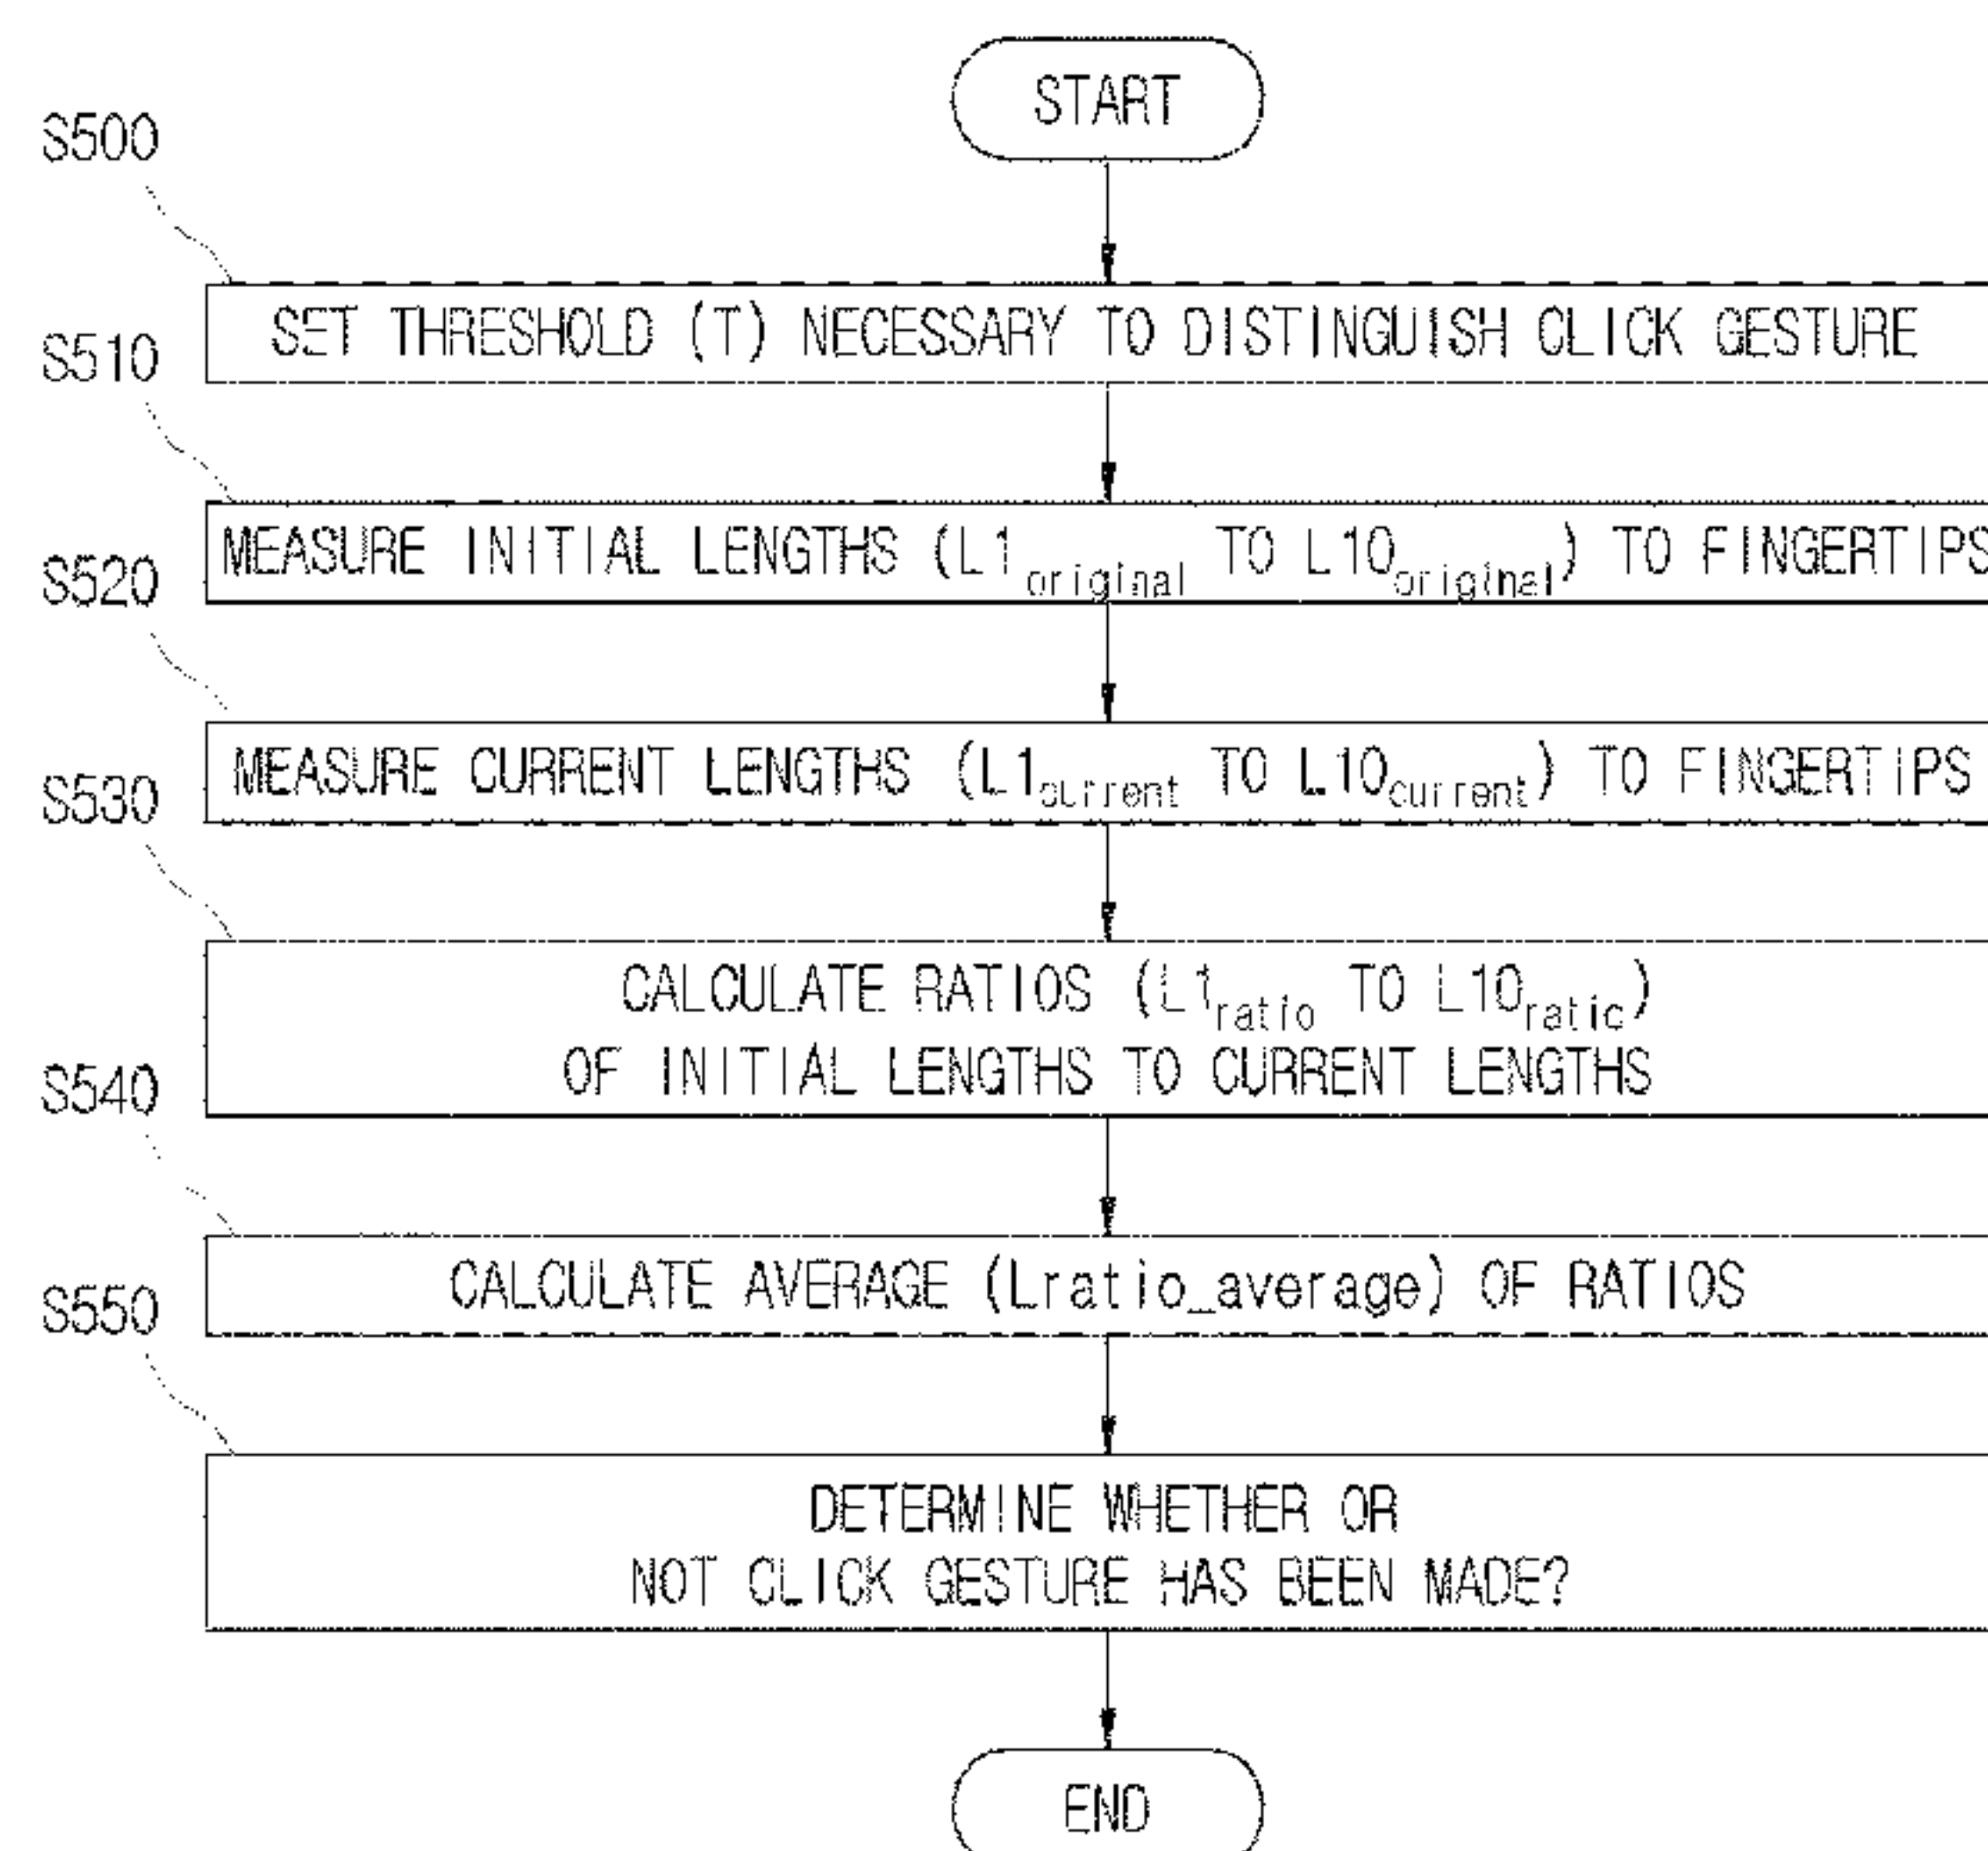 START
S500
SET THRESHOLD (T) NECESSARY TO DISTINGUISH CLICK GESTURE
S510
MEASURE INITIAL LENGTHS (L1original TO L10original) TO FINGERTIPS
S520
MEASURE CURRENT LENGTHS (L1current TO L10current) TO FINGERTIPS
S530
CALCULATE RATIOS (L1ratio TO L10ratio)
OF INITIAL LENGTHS TO CURRENT LENGTHS
S540
CALCULATE AVERAGE (Lratio_average) OF RATIOS
S550
DETERMINE WHETHER OR
NOT CLICK GESTURE HAS BEEN MADE?
END